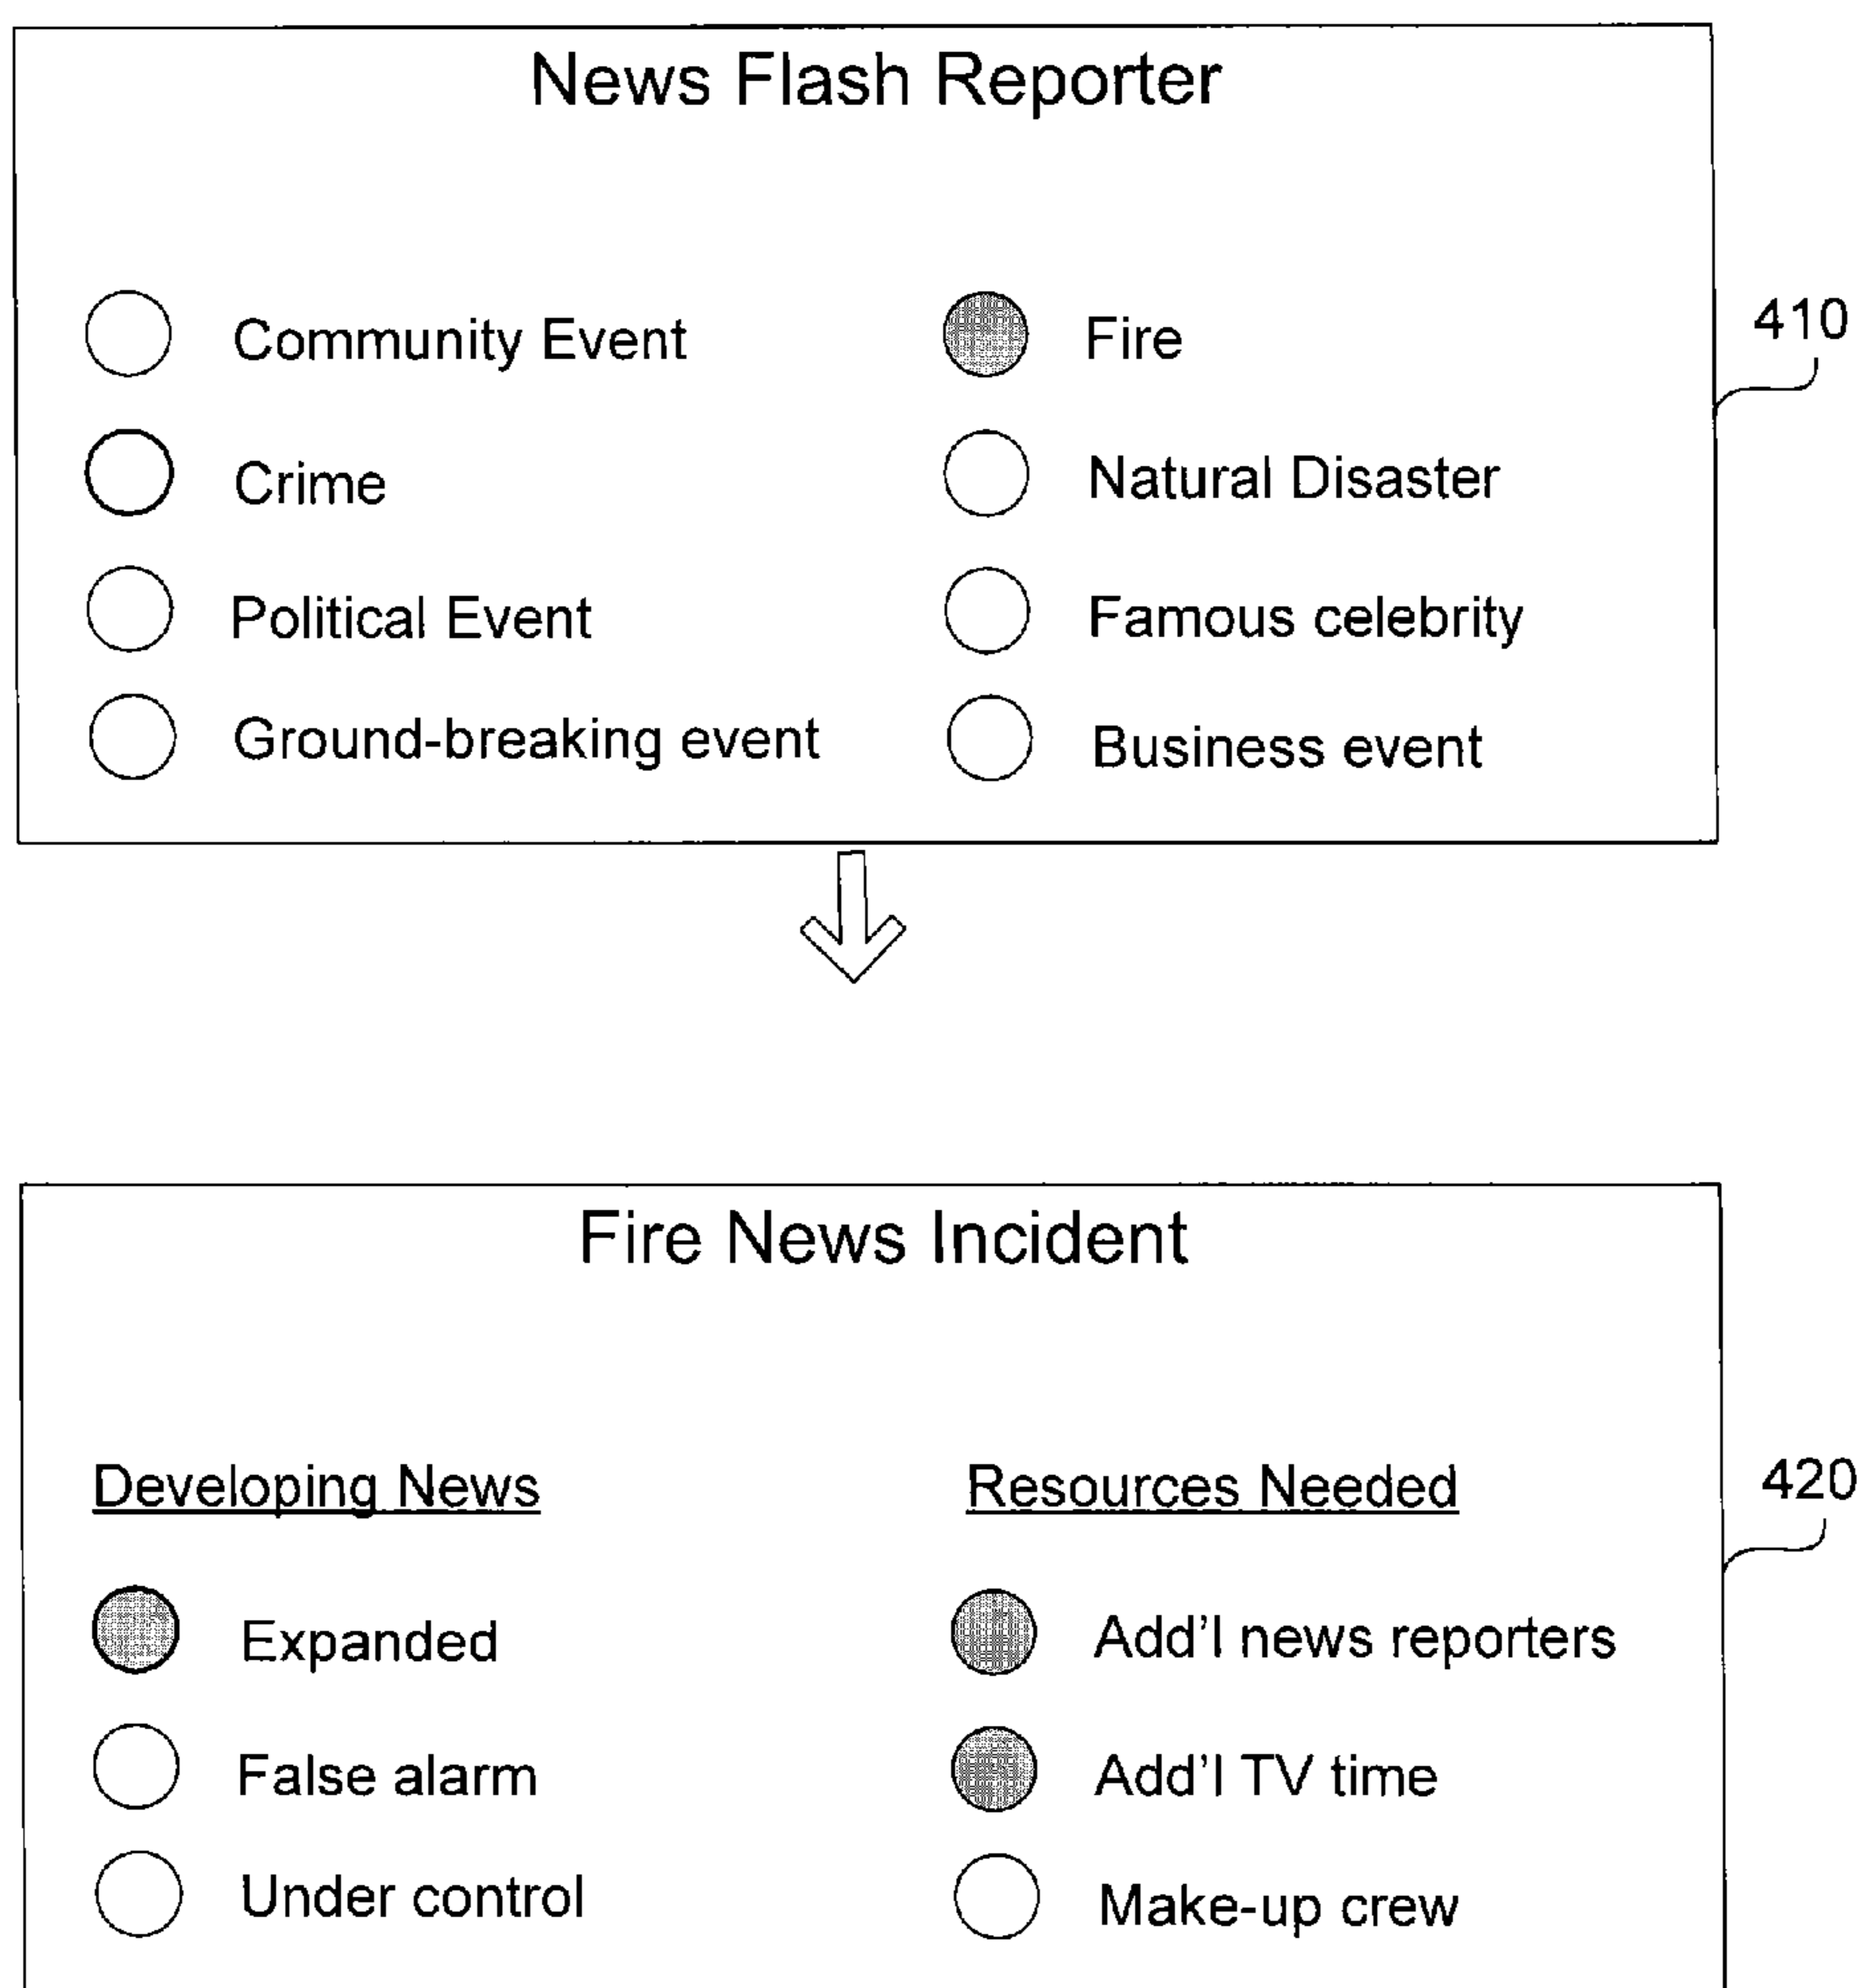 News Flash Reporter
Community Event
Fire
410
Crime
Natural Disaster
Political Event
Famous celebrity
Ground-breaking event
Business event
Fire News Incident
Developing News
Resources Needed
420
Expanded
Add'l news reporters
False alarm
Add'l TV time
Under control
Make-up crew